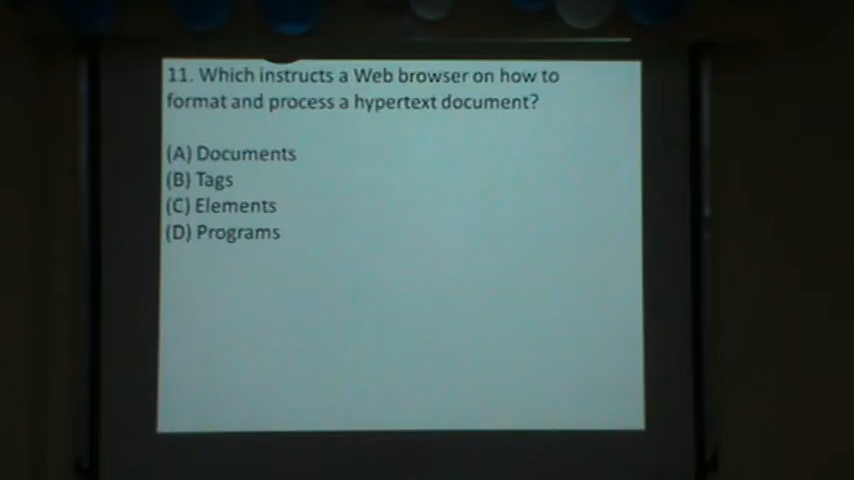 11. Which instructs a Web browser on how to
format and process a hypertext document?
(A) Documents
(B) Tags
(C) Elements
(D) Programs